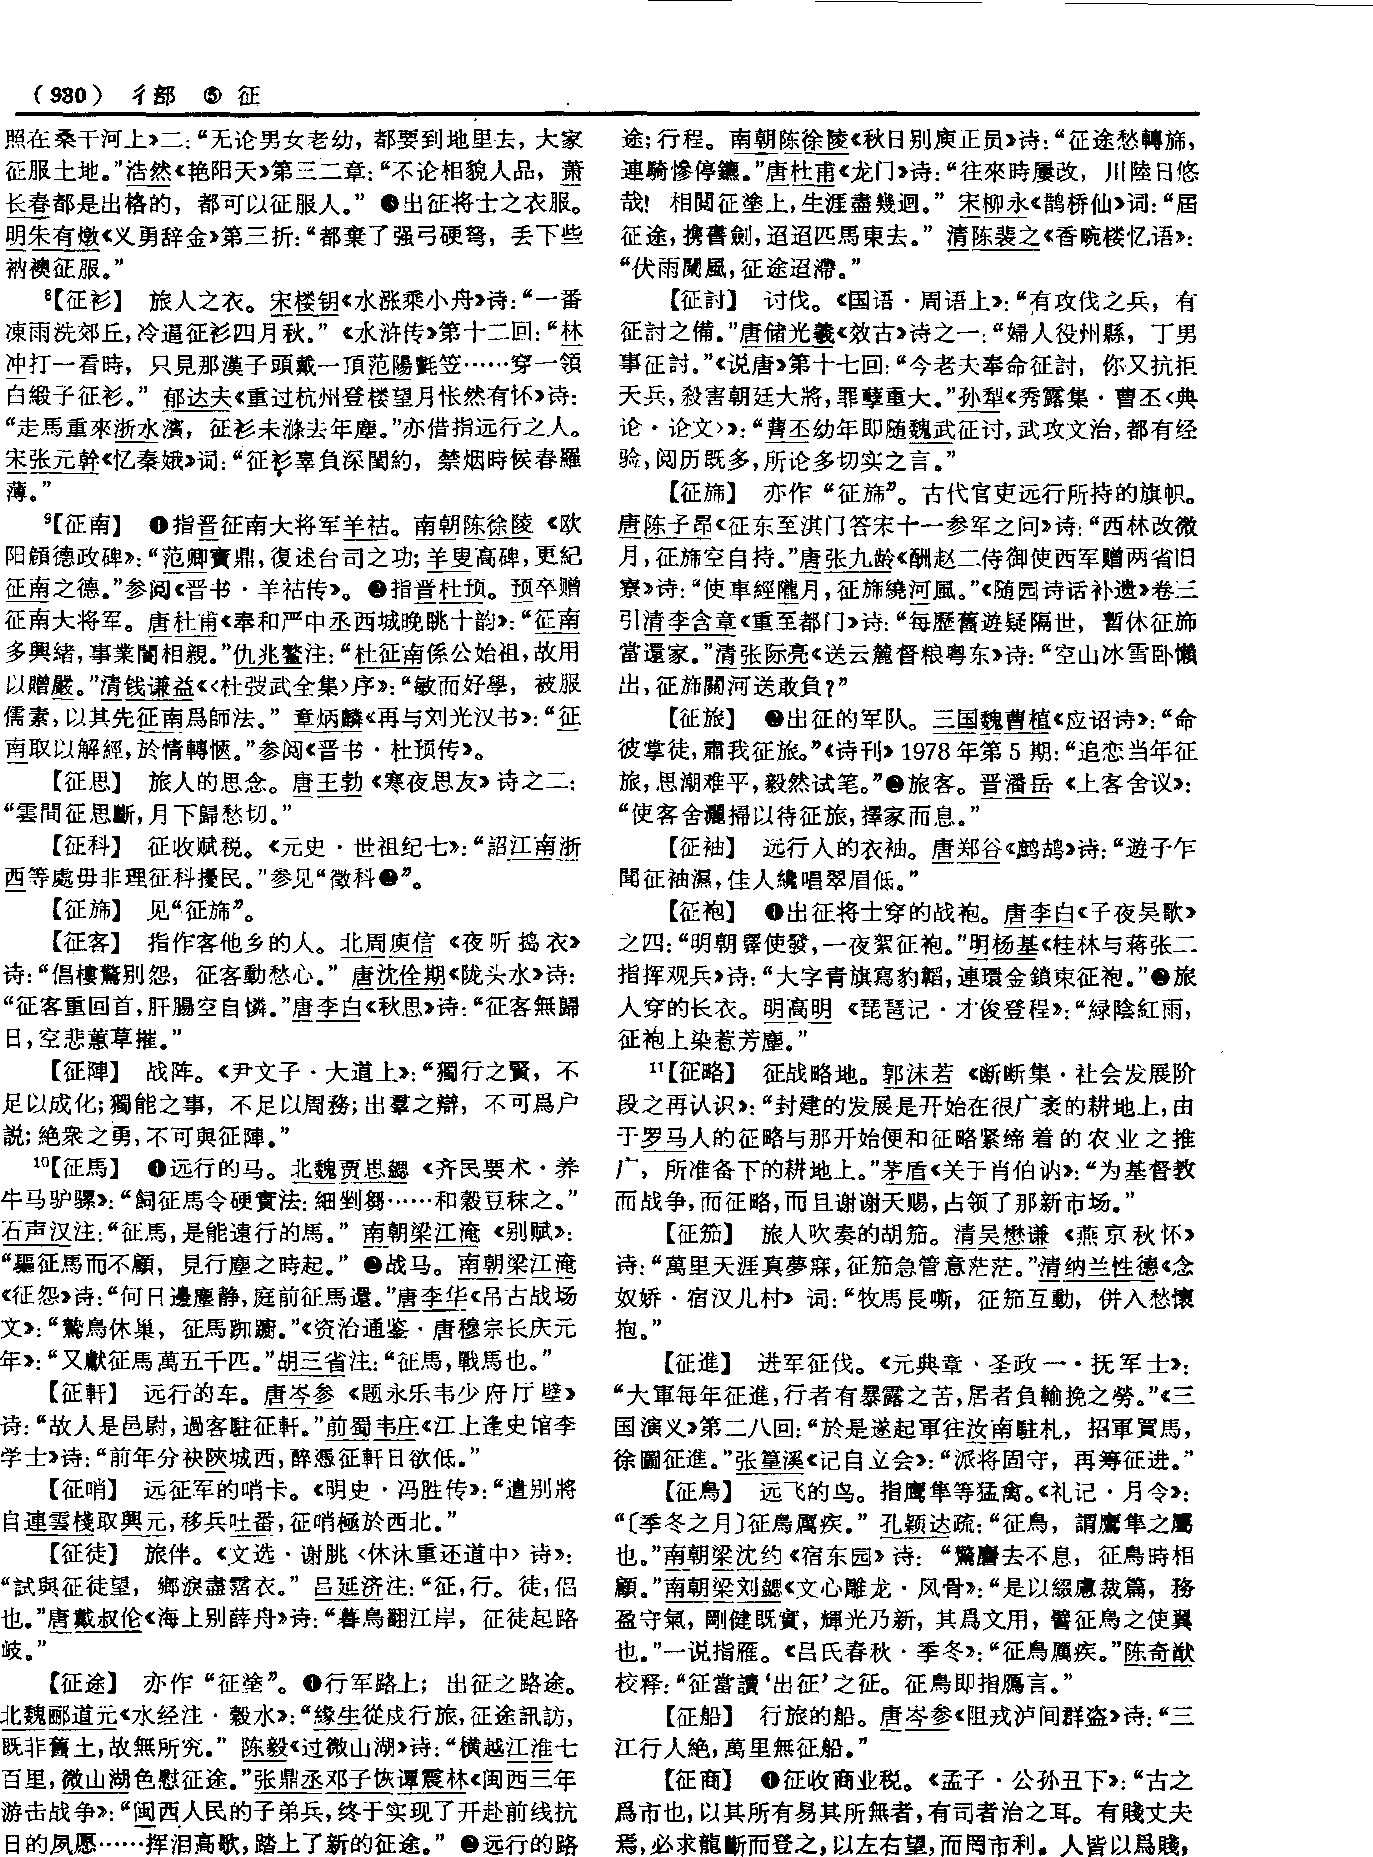 （930） 彳部 ⑤ 征
照在桑干河上》二：“无论男女老幼，都要到地里去，大家
征服土地。”浩然《艳阳天》第三二章：“不论相貌人品，萧
长春都是出格的，都可以征服人。” ❸出征将士之衣服。
明朱有燉《义勇辞金》第三折：“都棄了强弓硬弩，丢下些
衲襖征服。”
⁸【征衫】 旅人之衣。宋楼钥《水涨乘小舟》诗：“一番
凍雨洗郊丘，冷逼征衫四月秋。”《水浒传》第十二回：“林
冲打一看時，只見那漢子頭戴一頂范陽氈笠……穿一領
白緞子征衫。” 郁达夫《重过杭州登楼望月怅然有怀》诗：
“走馬重來浙水濱，征衫未滌去年塵。”亦借指远行之人。
宋张元幹《忆秦娥》词：“征衫辜負深閨約，禁烟時候春羅
薄。”
⁹【征南】 ❶指晋征南大将军羊祜。南朝陈徐陵《欧
阳頠德政碑》：“范卿寶鼎，復述台司之功；羊叟高碑，更紀
征南之德。”参阅《晋书·羊祜传》。❷指晋杜预。预卒赠
征南大将军。唐杜甫《奉和严中丞西城晚眺十韵》：“征南
多興緒，事業闇相親。”仇兆鳌注：“杜征南係公始祖，故用
以贈嚴。”清钱谦益《〈杜弢武全集〉序》：“敏而好學，被服
儒素，以其先征南爲師法。” 章炳麟《再与刘光汉书》：“征
南取以解經，於情轉愜。”参阅《晋书·杜预传》。
【征思】 旅人的思念。唐王勃《寒夜思友》诗之二：
“雲間征思斷，月下歸愁切。”
【征科】 征收赋税。《元史·世祖纪七》：“詔江南浙
西等處毋非理征科擾民。”参见“徵科❷”。
【征斾】 见“征旆”。
【征客】 指作客他乡的人。北周庾信《夜听捣衣》
诗：“倡樓驚别怨，征客動愁心。” 唐沈佺期《陇头水》诗：
“征客重回首，肝腸空自憐。”唐李白《秋思》诗：“征客無歸
日，空悲蕙草摧。”
【征陣】 战阵。《尹文子·大道上》：“獨行之賢，不
足以成化；獨能之事，不足以周務；出羣之辯，不可爲户
説；絶衆之勇，不可與征陣。”
¹⁰【征馬】 ❶远行的马。北魏贾思勰《齐民要术·养
牛马驴骡》：“飼征馬令硬實法：細剉芻……和穀豆秣之。”
石声汉注：“征馬，是能遠行的馬。” 南朝梁江淹《别赋》：
“驅征馬而不顧，見行塵之時起。” ❷战马。南朝梁江淹
《征怨》诗：“何日邊塵静，庭前征馬還。”唐李华《吊古战场
文》：“鷙鳥休巢，征馬踟躕。”《资治通鉴·唐穆宗长庆元
年》：“又獻征馬萬五千匹。”胡三省注：“征馬，戰馬也。”
【征軒】 远行的车。唐岑参《题永乐韦少府厅壁》
诗：“故人是邑尉，過客駐征軒。”前蜀韦庄《江上逢史馆李
学士》诗：“前年分袂陝城西，醉憑征軒日欲低。”
【征哨】 远征军的哨卡。《明史·冯胜传》：“遣别將
自連雲棧取興元，移兵吐番，征哨極於西北。”
【征徒】 旅伴。《文选·谢朓〈休沐重还道中〉诗》：
“試與征徒望，鄉淚盡霑衣。” 吕延济注：“征，行。徒，侣
也。”唐戴叔伦《海上别薛舟》诗：“暮鳥翻江岸，征徒起路
岐。”
【征途】 亦作“征塗”。❶行军路上；出征之路途。
北魏郦道元《水经注·穀水》：“缘生從戍行旅，征途訊訪，
既非舊土，故無所究。” 陈毅《过微山湖》诗：“横越江淮七
百里，微山湖色慰征途。”张鼎丞邓子恢谭震林《闽西三年
游击战争》：“闽西人民的子弟兵，终于实现了开赴前线抗
日的夙愿……挥泪高歌，踏上了新的征途。” ❷远行的路
途；行程。南朝陈徐陵《秋日别庾正员》诗：“征途愁轉旆，
連騎慘停鑣。”唐杜甫《龙门》诗：“往來時屢改，川陸日悠
哉！相閲征塗上，生涯盡幾迴。” 宋柳永《鹊桥仙》词：“屆
征途，攜書劍，迢迢匹馬東去。” 清陈裴之《香畹楼忆语》：
“伏雨闌風，征途迢滯。”
【征討】 讨伐。《国语·周语上》：“有攻伐之兵，有
征討之備。”唐储光羲《效古》诗之一：“婦人役州縣，丁男
事征討。”《说唐》第十七回：“今老夫奉命征討，你又抗拒
天兵，殺害朝廷大將，罪孽重大。”孙犁《秀露集·曹丕〈典
论·论文〉》：“曹丕幼年即随魏武征讨，武攻文治，都有经
验，阅历既多，所论多切实之言。”
【征旆】 亦作“征斾”。古代官吏远行所持的旗帜。
唐陈子昂《征东至淇门答宋十一参军之问》诗：“西林改微
月，征旆空自持。”唐张九龄《酬赵二侍御使西军赠两省旧
寮》诗：“使車經隴月，征旆繞河風。”《随园诗话补遗》卷三
引清李含章《重至都门》诗：“每歷舊遊疑隔世，暫休征旆
當還家。”清张际亮《送云麓督粮粤东》诗：“空山冰雪卧懶
出，征旆關河送敢負？”
【征旅】 ❶出征的军队。三国魏曹植《应诏诗》：“命
彼掌徒，肅我征旅。”《诗刊》1978年第5期：“追恋当年征
旅，思潮难平，毅然试笔。”❷旅客。晋潘岳《上客舍议》：
“使客舍灑掃以待征旅，擇家而息。”
【征袖】 远行人的衣袖。唐郑谷《鹧鸪》诗：“遊子乍
聞征袖濕，佳人纔唱翠眉低。”
【征袍】 ❶出征将士穿的战袍。唐李白《子夜吴歌》
之四：“明朝驛使發，一夜絮征袍。”明杨基《桂林与蒋张二
指挥观兵》诗：“大字青旗寫豹韜，連環金鎖束征袍。”❷旅
人穿的长衣。明高明《琵琶记·才俊登程》：“緑陰紅雨，
征袍上染惹芳塵。”
¹¹【征略】 征战略地。郭沫若《断断集·社会发展阶
段之再认识》：“封建的发展是开始在很广袤的耕地上，由
于罗马人的征略与那开始便和征略紧缔着的农业之推
广，所准备下的耕地上。”茅盾《关于肖伯讷》：“为基督教
而战争，而征略，而且谢谢天赐，占领了那新市场。”
【征笳】 旅人吹奏的胡笳。清吴懋谦《燕京秋怀》
诗：“萬里天涯真夢寐，征笳急管意茫茫。”清纳兰性德《念
奴娇·宿汉儿村》词：“牧馬長嘶，征笳互動，併入愁懷
抱。”
【征進】 进军征伐。《元典章·圣政一·抚军士》：
“大軍每年征進，行者有暴露之苦，居者負輸挽之勞。”《三
国演义》第二八回：“於是遂起軍往汝南駐札，招軍買馬，
徐圖征進。”张篁溪《记自立会》：“派将固守，再筹征进。”
【征鳥】 远飞的鸟。指鹰隼等猛禽。《礼记·月令》：
“〔季冬之月〕征鳥厲疾。” 孔颖达疏：“征鳥，謂鷹隼之屬
也。”南朝梁沈约《宿东园》诗：“驚麏去不息，征鳥時相
顧。”南朝梁刘勰《文心雕龙·风骨》：“是以綴慮裁篇，務
盈守氣，剛健既實，輝光乃新，其爲文用，譬征鳥之使翼
也。”一说指雁。《吕氏春秋·季冬》：“征鳥厲疾。”陈奇猷
校释：“征當讀‘出征’之征。征鳥即指鴈言。”
【征船】 行旅的船。唐岑参《阻戎泸间群盗》诗：“三
江行人絶，萬里無征船。”
【征商】 ❶征收商业税。《孟子·公孙丑下》：“古之
爲市也，以其所有易其所無者，有司者治之耳。有賤丈夫
焉，必求龍斷而登之，以左右望，而罔市利。人皆以爲賤，